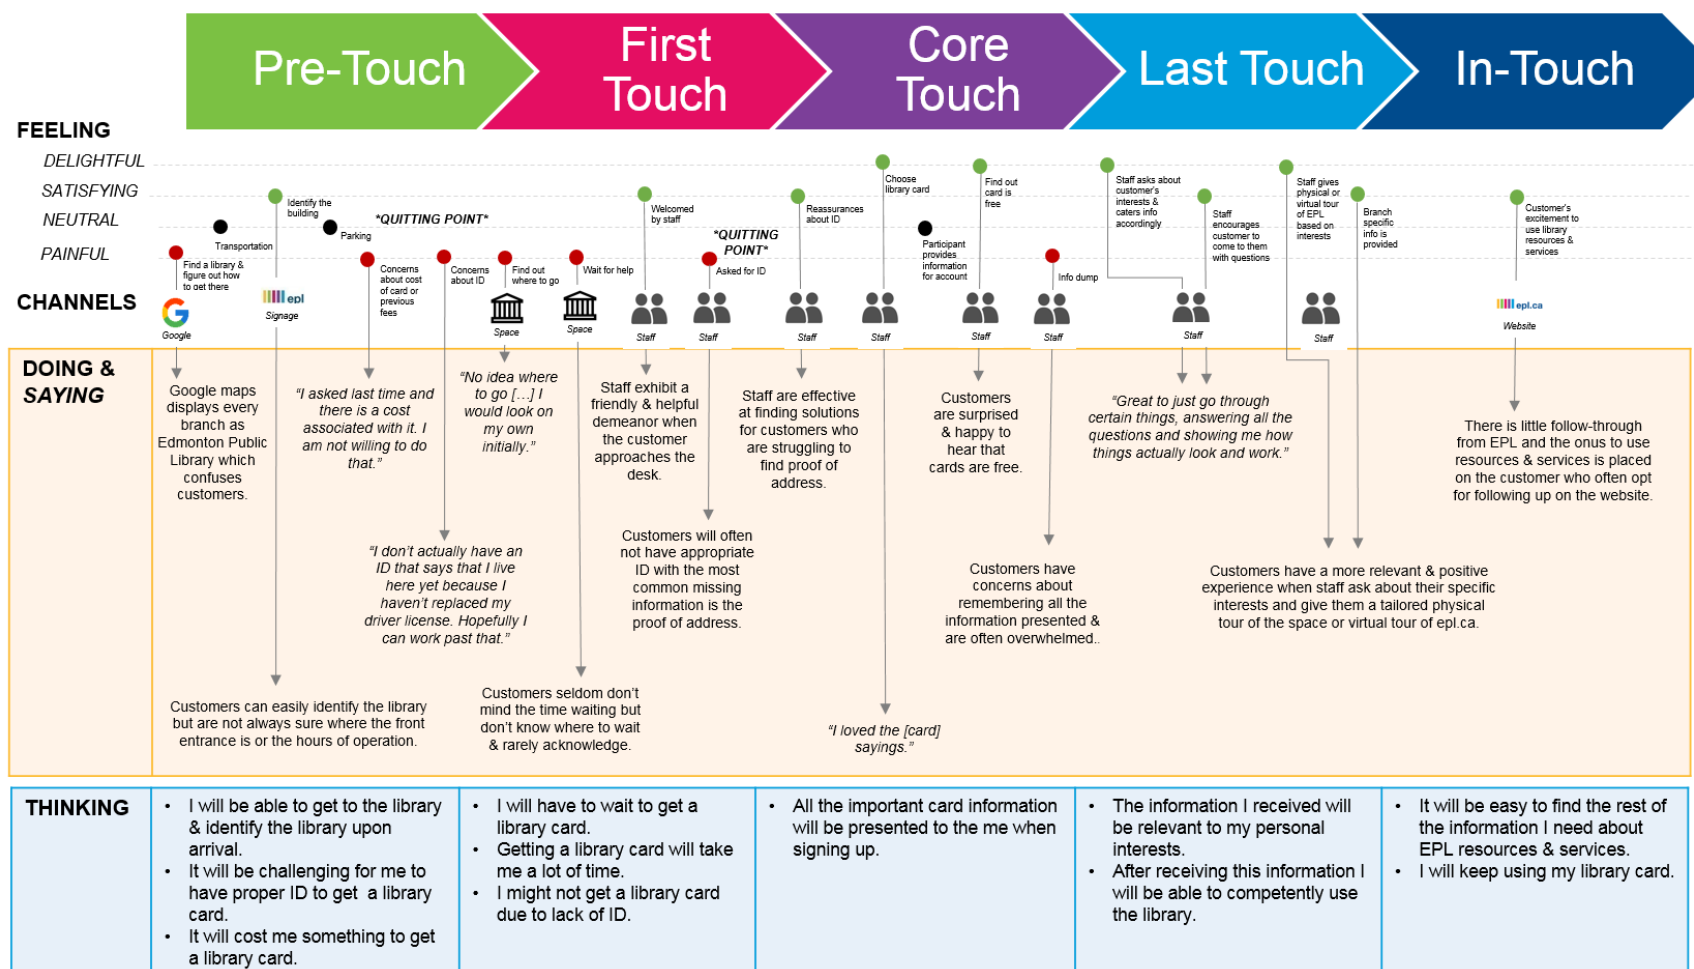 Pre-Touch
First
Touch
Core
Touch
Last Touch
In-Touch
FEELING
DELIGHTFUL
SATISFYING
NEUTRAL
PAINFUL
Find a library &
figure out how
to get there
Transportation
Identify the
building
Parking
*QUITTING POINT*
Concerns
about cost
of card or
previous
fees
Concerns
about ID
Find out
where to go
Wait for help
Welcomed
by staff
*QUITTING
POINT*
Asked for ID
Reassurances
about ID
Choose
library card
Participant
provides
information
for account
Find out
card is
free
Info dump
Staff asks about
customer's
interests &
caters info
accordingly
Staff
encourages
customer to
come to them
with questions
Staff gives
physical or
virtual tour
of EPL
based on
interests
Branch
specific
info is
provided
Customer's
excitement to
use library
resources &
services
CHANNELS
Google
epl
Signage
Space
Space
Staff
Staff
Staff
Staff
Staff
Staff
Staff
Staff
epl.ca
Website
DOING &
SAYING
Google maps
displays every
branch as
Edmonton Public
Library which
confuses
customers.
Customers can easily identify the library
but are not always sure where the front
entrance is or the hours of operation.
“I asked last time and
there is a cost
associated with it. I
am not willing to do
that.”
“I don’t actually have an
ID that says that I live
here yet because I
haven’t replaced my
driver license. Hopefully I
can work past that.”
“No idea where
to go […] I
would look on
my own
initially.”
Customers seldom don’t
mind the time waiting but
don’t know where to wait
& rarely acknowledge.
Staff exhibit a
friendly & helpful
demeanor when
the customer
approaches the
desk.
Customers will often
not have appropriate
ID with the most
common missing
information is the
proof of address.
Staff are effective
at finding solutions
for customers who
are struggling to
find proof of
address.
“I loved the [card]
sayings.”
Customers
are surprised
& happy to
hear that
cards are free.
Customers have
concerns about
remembering all the
information presented &
are often overwhelmed..
“Great to just go through
certain things, answering all the
questions and showing me how
things actually look and work.”
Customers have a more relevant & positive
experience when staff ask about their specific
interests and give them a tailored physical
tour of the space or virtual tour of epl.ca.
There is little follow-through
from EPL and the onus to use
resources & services is placed
on the customer who often opt
for following up on the website.
THINKING
• I will be able to get to the library
& identify the library upon
arrival.
• It will be challenging for me to
have proper ID to get a library
card.
• It will cost me something to get
a library card.
• I will have to wait to get a
library card.
• Getting a library card will take
me a lot of time.
• I might not get a library card
due to lack of ID.
• All the important card information
will be presented to the me when
signing up.
• The information I received will
be relevant to my personal
interests.
• After receiving this information I
will be able to competently use
the library.
• It will be easy to find the rest of
the information I need about
EPL resources & services.
• I will keep using my library card.